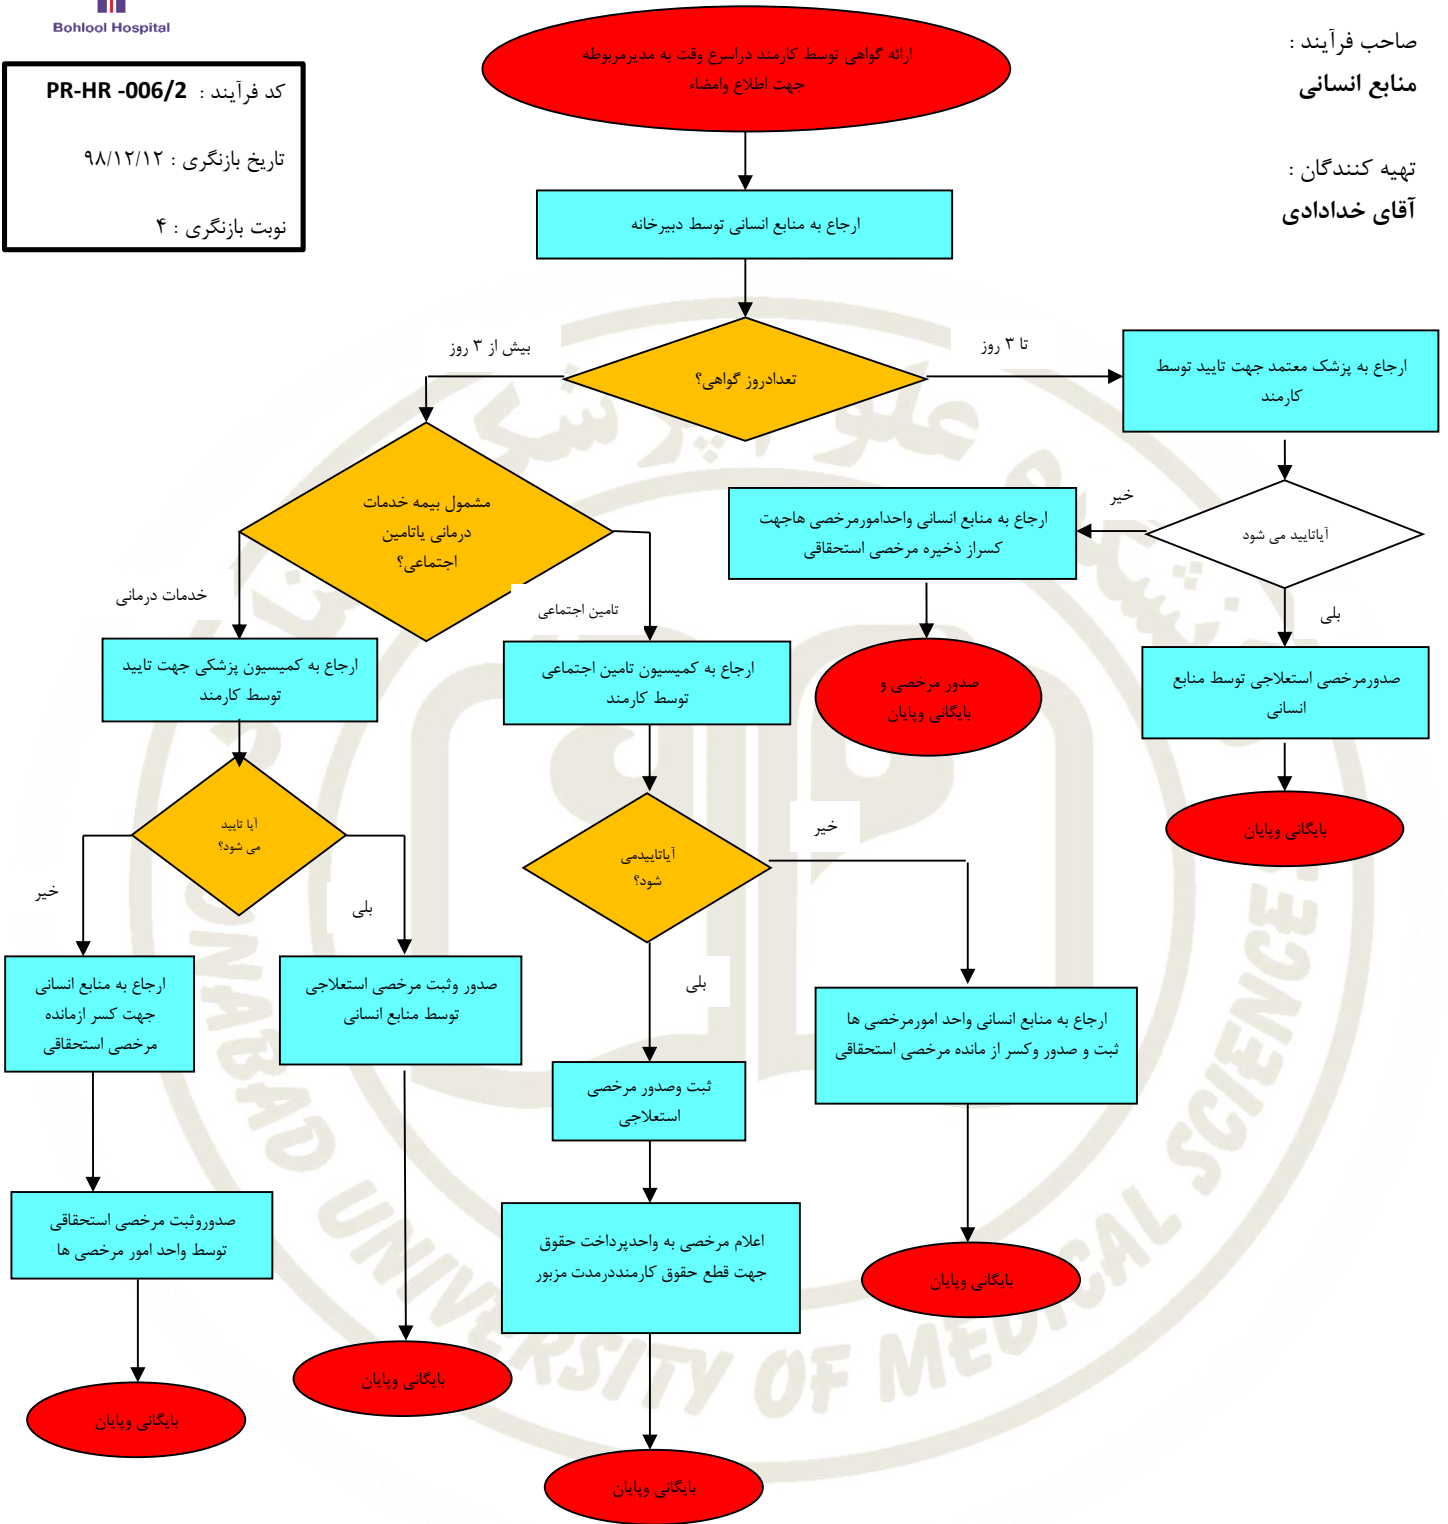 Bohlool Hospital
کد فرآیند : PR-HR -006/2
تاریخ بازنگری : ۹۸/۱۲/۱۲
نوبت بازنگری : ۴
صاحب فرآیند :
منابع انسانی
تهیه کنندگان :
آقای خدادادی
ارائه گواهی توسط کارمند دراسرع وقت به مدیرمربوطه
جهت اطلاع وامضاء
ارجاع به منابع انسانی توسط دبیرخانه
تعدادروز گواهی؟
تا ۳ روز
بیش از ۳ روز
ارجاع به پزشک معتمد جهت تایید توسط
کارمند
آیاتایید می شود
خیر
بلی
ارجاع به منابع انسانی واحدامورمرخصی هاجهت
کسراز ذخیره مرخصی استحقاقی
صدور مرخصی و
بایگانی وپایان
صدورمرخصی استعلاجی توسط منابع
انسانی
بایگانی وپایان
مشمول بیمه خدمات
درمانی یاتامین
اجتماعی؟
تامین اجتماعی
خدمات درمانی
ارجاع به کمیسیون تامین اجتماعی
توسط کارمند
آیاتاییدمی
شود؟
خیر
بلی
ارجاع به منابع انسانی واحد امورمرخصی ها
ثبت و صدور وکسر از مانده مرخصی استحقاقی
بایگانی وپایان
ثبت وصدور مرخصی
استعلاجی
اعلام مرخصی به واحدپرداخت حقوق
جهت قطع حقوق کارمنددرمدت مزبور
بایگانی وپایان
ارجاع به کمیسیون پزشکی جهت تایید
توسط کارمند
آیا تایید
می شود؟
بلی
خیر
صدور وثبت مرخصی استعلاجی
توسط منابع انسانی
بایگانی وپایان
ارجاع به منابع انسانی
جهت کسر ازمانده
مرخصی استحقاقی
صدوروثبت مرخصی استحقاقی
توسط واحد امور مرخصی ها
بایگانی وپایان
UNIVERSITY OF MEDICAL SCIENCE